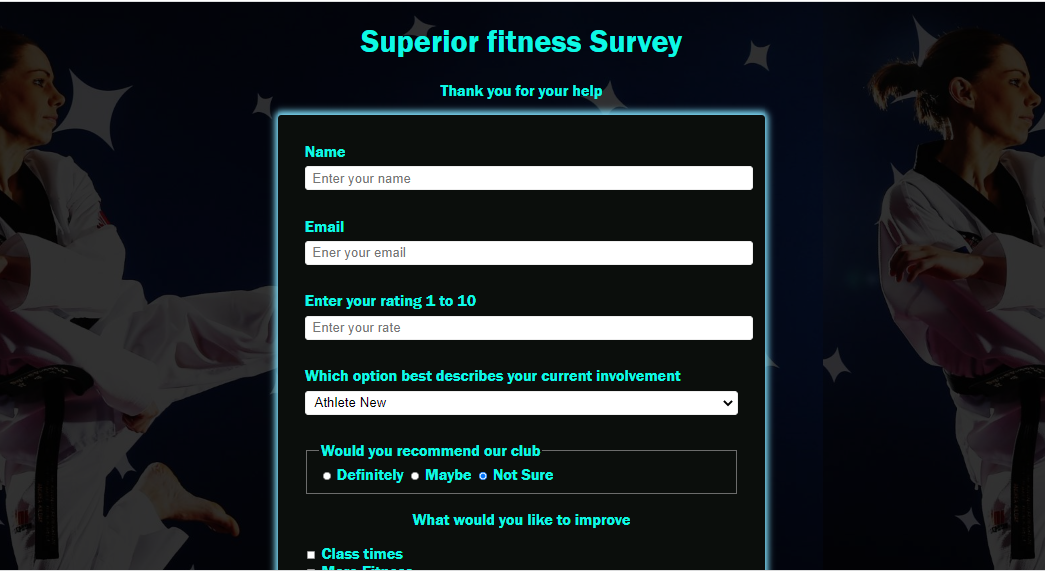 Superior fitness Survey
Thank you for your help
Name
Enter your name
Email
Ener your email
Enter your rating 1 to 10
Enter your rate
Which option best describes your current involvement
Athlete New
Would you recommend our club
Definitely Maybe Not Sure
What would you like to improve
Class times
More Fitness